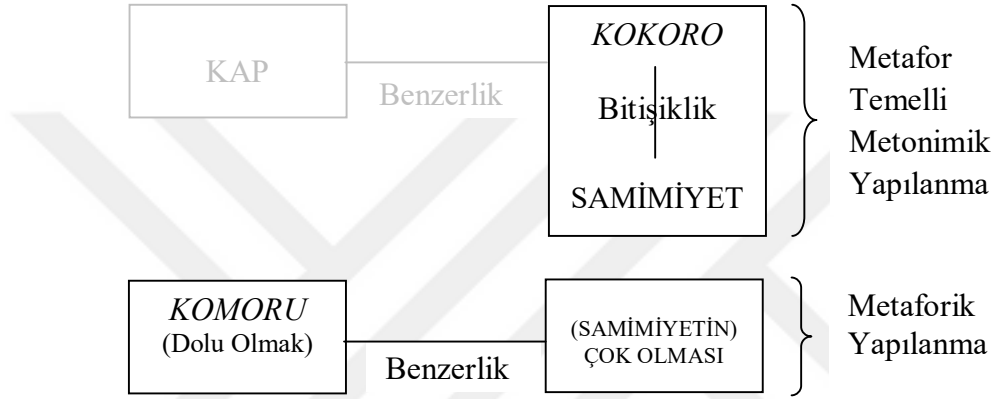 KAP
Benzerlik
KOKORO
Bitişiklik
SAMİMİYET
Metafor
Temelli
Metonimik
Yapılanma
KOMORU
(Dolu Olmak)
Benzerlik
(SAMİMİYETİN)
ÇOK OLMASI
Metaforik
Yapılanma